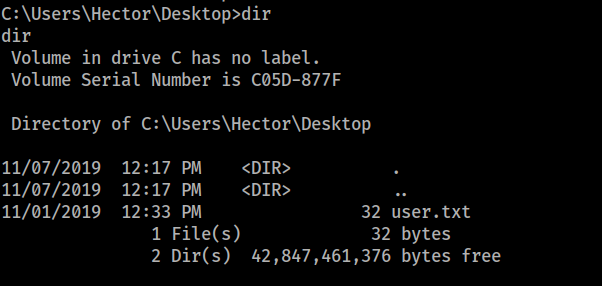 C:\Users\Hector\Desktop>dir
dir
 Volume in drive C has no label.
 Volume Serial Number is C05D-877F

 Directory of C:\Users\Hector\Desktop

11/07/2019  12:17 PM    <DIR>          .
11/07/2019  12:17 PM    <DIR>          ..
11/01/2019  12:33 PM                32 user.txt
               1 File(s)             32 bytes
               2 Dir(s)  42,847,461,376 bytes free